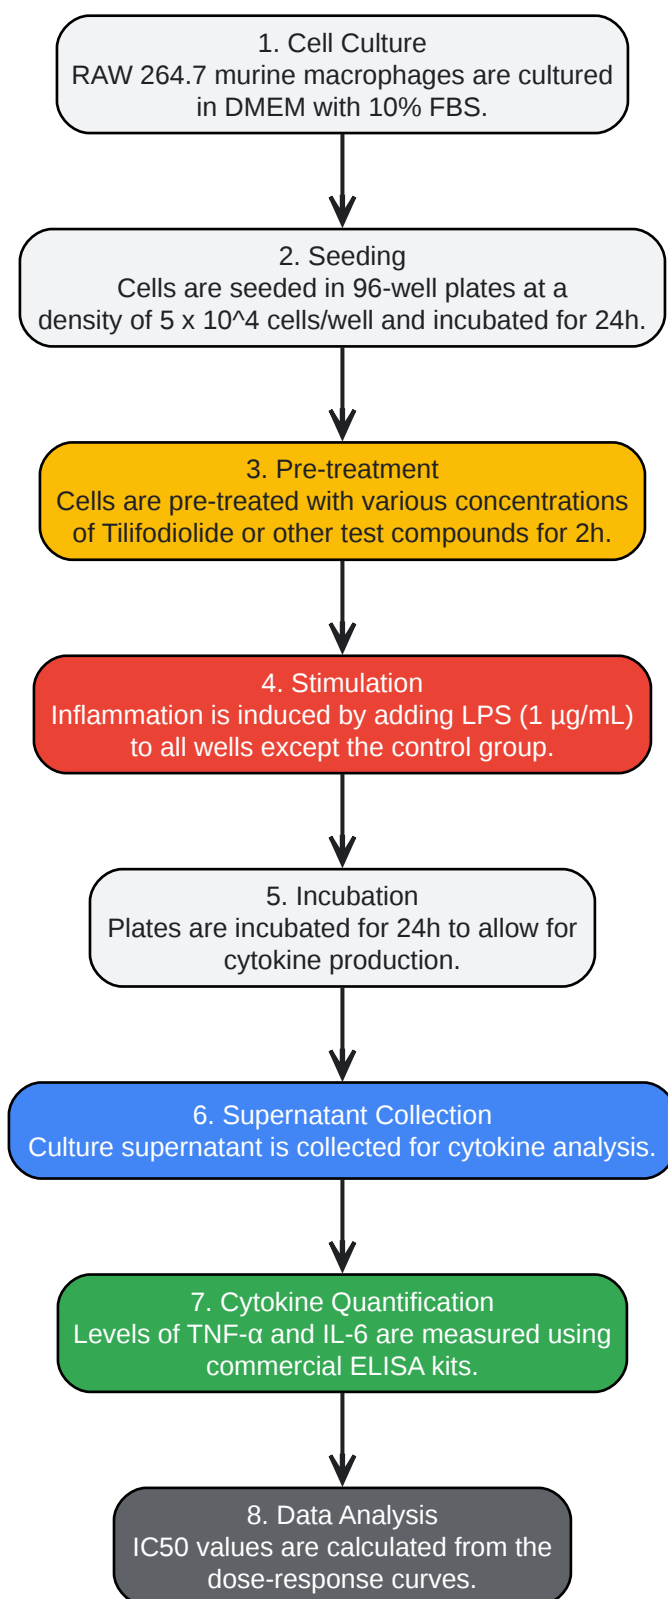 1. Cell Culture
RAW 264.7 murine macrophages are cultured
in DMEM with 10% FBS.
2. Seeding
Cells are seeded in 96-well plates at a
density of 5 x 10^4 cells/well and incubated for 24h.
3. Pre-treatment
Cells are pre-treated with various concentrations
of Tilifodiolide or other test compounds for 2h.
4. Stimulation
Inflammation is induced by adding LPS (1 µg/mL)
to all wells except the control group.
5. Incubation
Plates are incubated for 24h to allow for
cytokine production.
6. Supernatant Collection
Culture supernatant is collected for cytokine analysis.
7. Cytokine Quantification
Levels of TNF-α and IL-6 are measured using
commercial ELISA kits.
8. Data Analysis
IC50 values are calculated from the
dose-response curves.